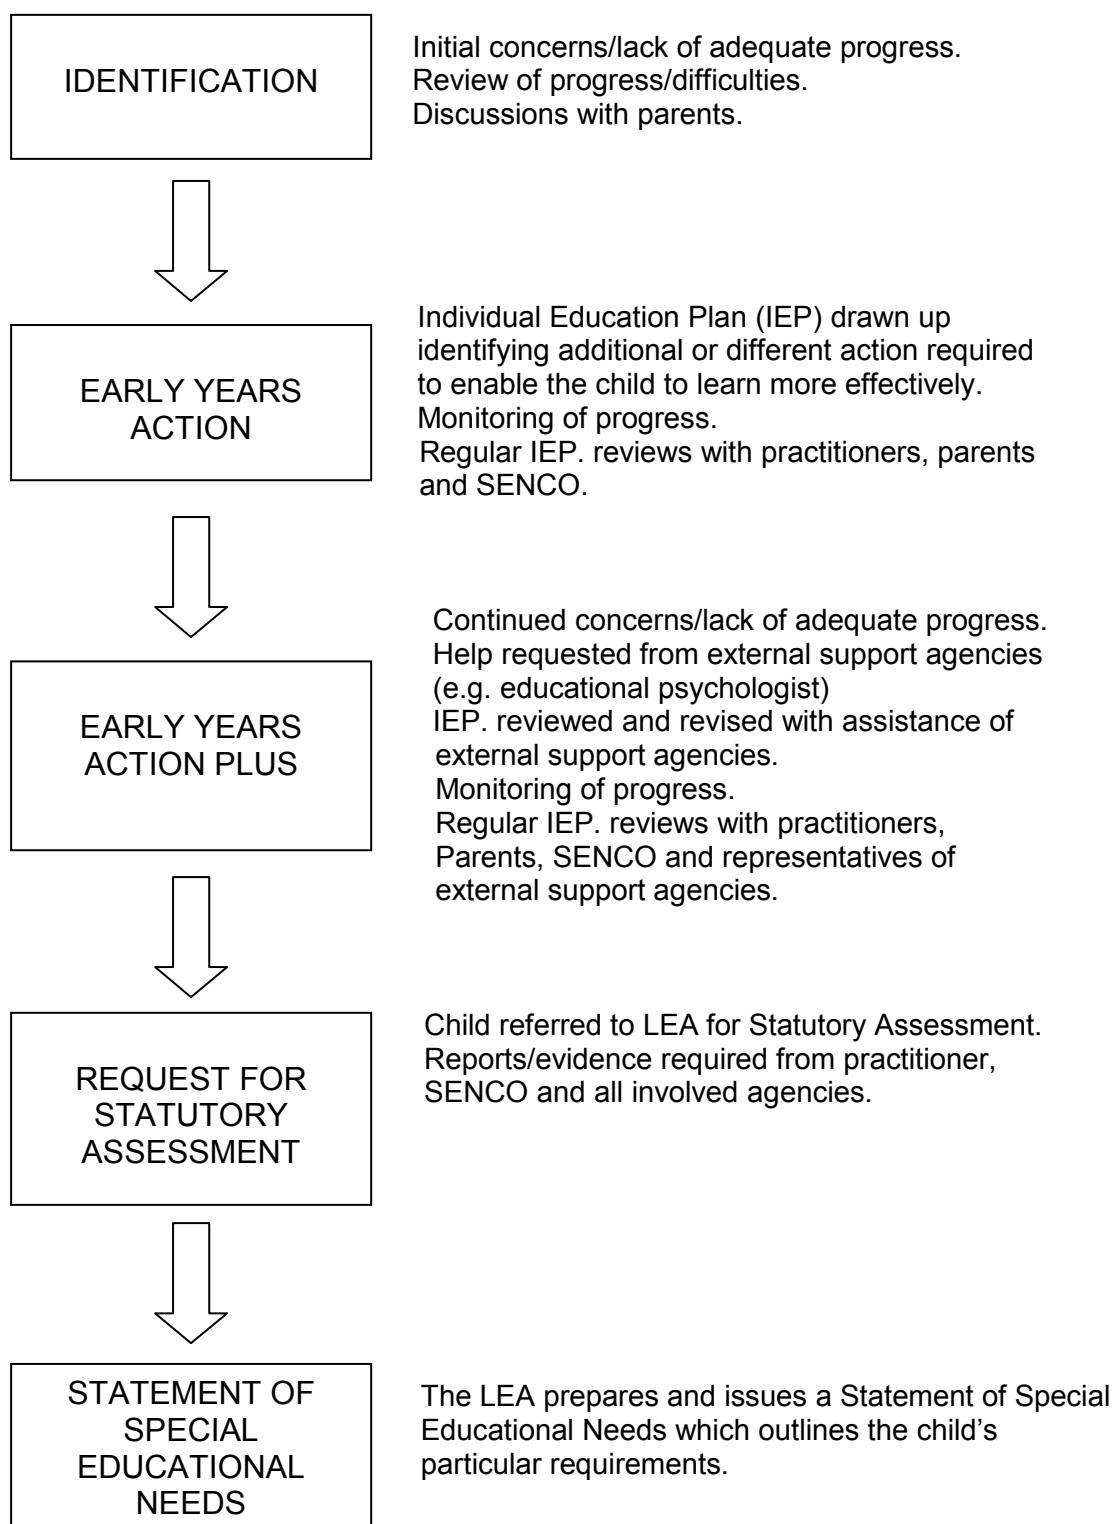 IDENTIFICATION
Initial concerns/lack of adequate progress.
Review of progress/difficulties.
Discussions with parents.
EARLY YEARS
ACTION
Individual Education Plan (IEP) drawn up
identifying additional or different action required
to enable the child to learn more effectively.
Monitoring of progress.
Regular IEP. reviews with practitioners, parents
and SENCO.
EARLY YEARS
ACTION PLUS
Continued concerns/lack of adequate progress.
Help requested from external support agencies
(e.g. educational psychologist)
IEP. reviewed and revised with assistance of
external support agencies.
Monitoring of progress.
Regular IEP. reviews with practitioners,
Parents, SENCO and representatives of
external support agencies.
REQUEST FOR
STATUTORY
ASSESSMENT
Child referred to LEA for Statutory Assessment.
Reports/evidence required from practitioner,
SENCO and all involved agencies.
STATEMENT OF
SPECIAL
EDUCATIONAL
NEEDS
The LEA prepares and issues a Statement of Special
Educational Needs which outlines the child’s
particular requirements.